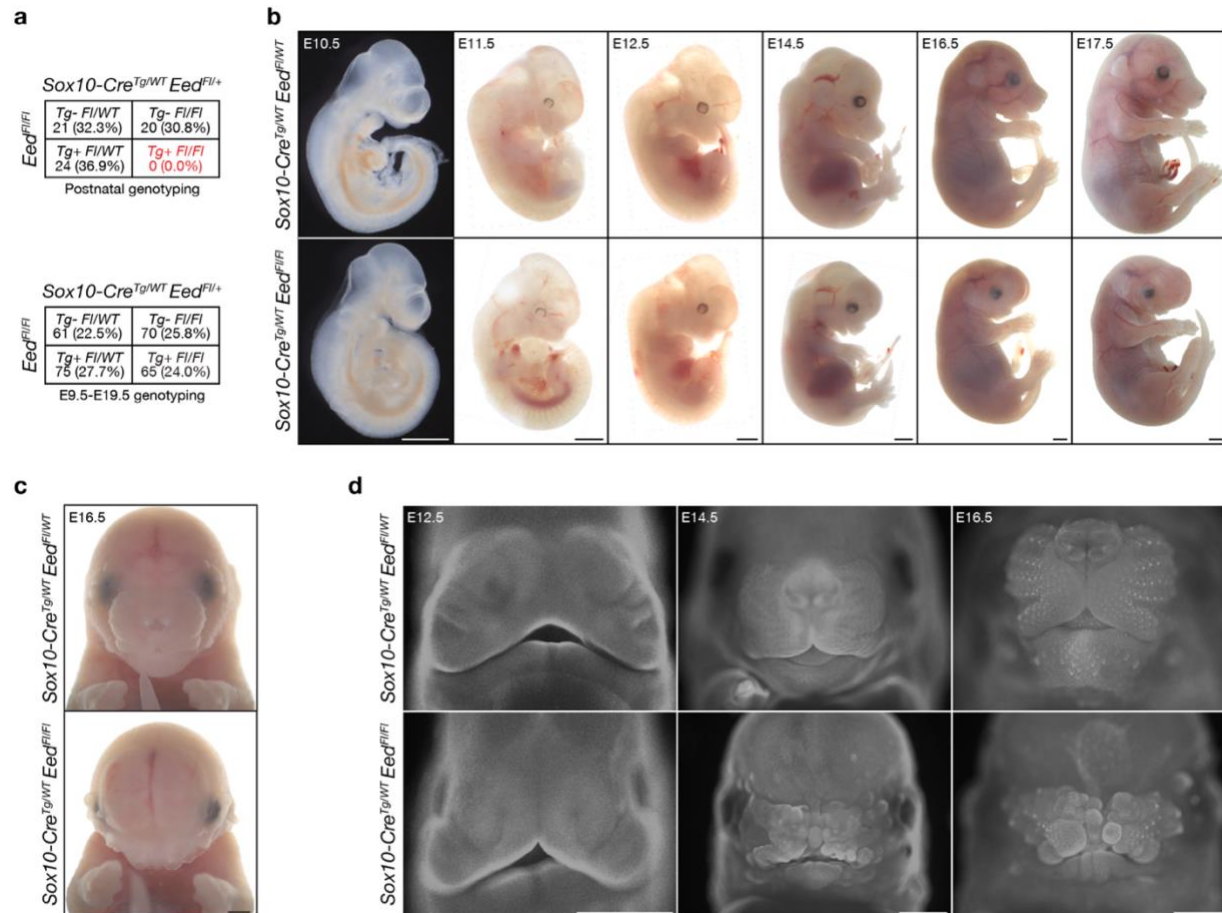 a
Sox10-Cre^Tg/WT Eed^Fl/+
Eed^Fl/Fl
Tg- Fl/WT
21 (32.3%)
Tg- Fl/Fl
20 (30.8%)
Tg+ Fl/WT
24 (36.9%)
Tg+ Fl/Fl
0 (0.0%)
Postnatal genotyping
Sox10-Cre^Tg/WT Eed^Fl/+
Eed^Fl/Fl
Tg- Fl/WT
61 (22.5%)
Tg- Fl/Fl
70 (25.8%)
Tg+ Fl/WT
75 (27.7%)
Tg+ Fl/Fl
65 (24.0%)
E9.5-E19.5 genotyping
b
Sox10-Cre^Tg/WT Eed^Fl/WT
E10.5
E11.5
E12.5
E14.5
E16.5
E17.5
Sox10-Cre^Tg/WT Eed^Fl/Fl
c
Sox10-Cre^Tg/WT Eed^Fl/WT
E16.5
Sox10-Cre^Tg/WT Eed^Fl/Fl
d
Sox10-Cre^Tg/WT Eed^Fl/WT
E12.5
E14.5
E16.5
Sox10-Cre^Tg/WT Eed^Fl/Fl